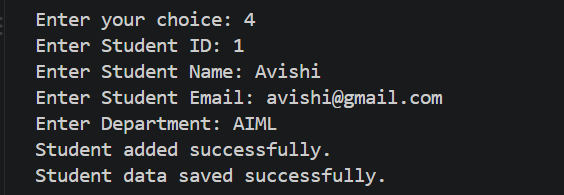 Enter your choice: 4
Enter Student ID: 1
Enter Student Name: Avishi
Enter Student Email: avishi@gmail.com
Enter Department: AIML
Student added successfully.
Student data saved successfully.